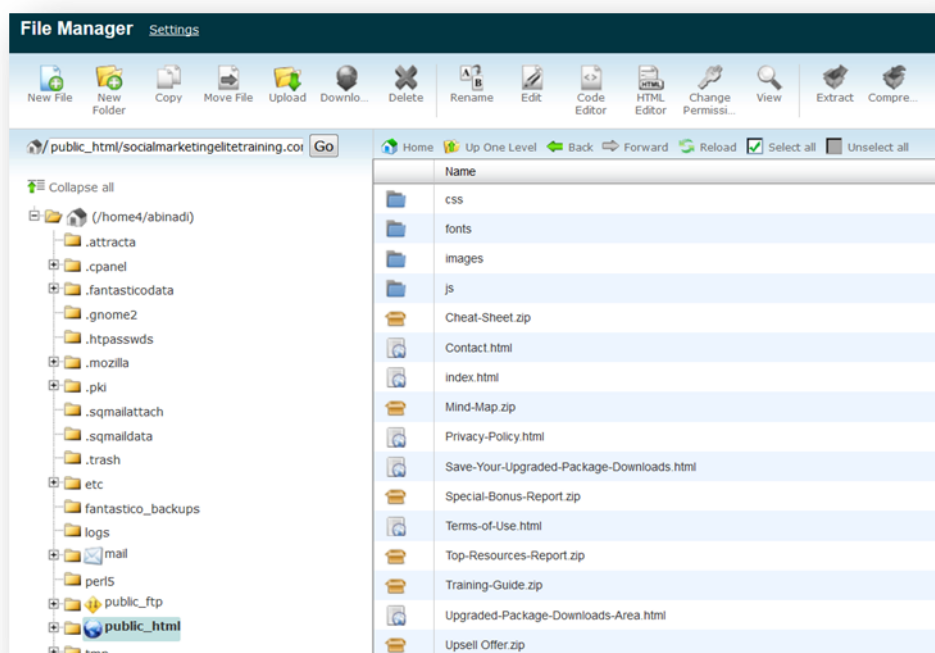 File Manager Settings
New File New Folder Copy Move File Upload Downlo... Delete Rename Edit Code Editor HTML Editor Change Permissi... View Extract Compre...
/ public_html/socialmarketingelitetraining.cor Go
Home Up One Level Back Forward Reload Select all Unselect all
Collapse all
(/home4/abinadi)
.attracta
.cpanel
.fantasticodata
.gnome2
.htpasswds
.mozilla
.pki
.sqmailattach
.sqmaildata
.trash
etc
fantastico_backups
logs
mail
perl5
public_ftp
public_html
tmp
Name
css
fonts
images
js
Cheat-Sheet.zip
Contact.html
index.html
Mind-Map.zip
Privacy-Policy.html
Save-Your-Upgraded-Package-Downloads.html
Special-Bonus-Report.zip
Terms-of-Use.html
Top-Resources-Report.zip
Training-Guide.zip
Upgraded-Package-Downloads-Area.html
Upsell Offer.zip